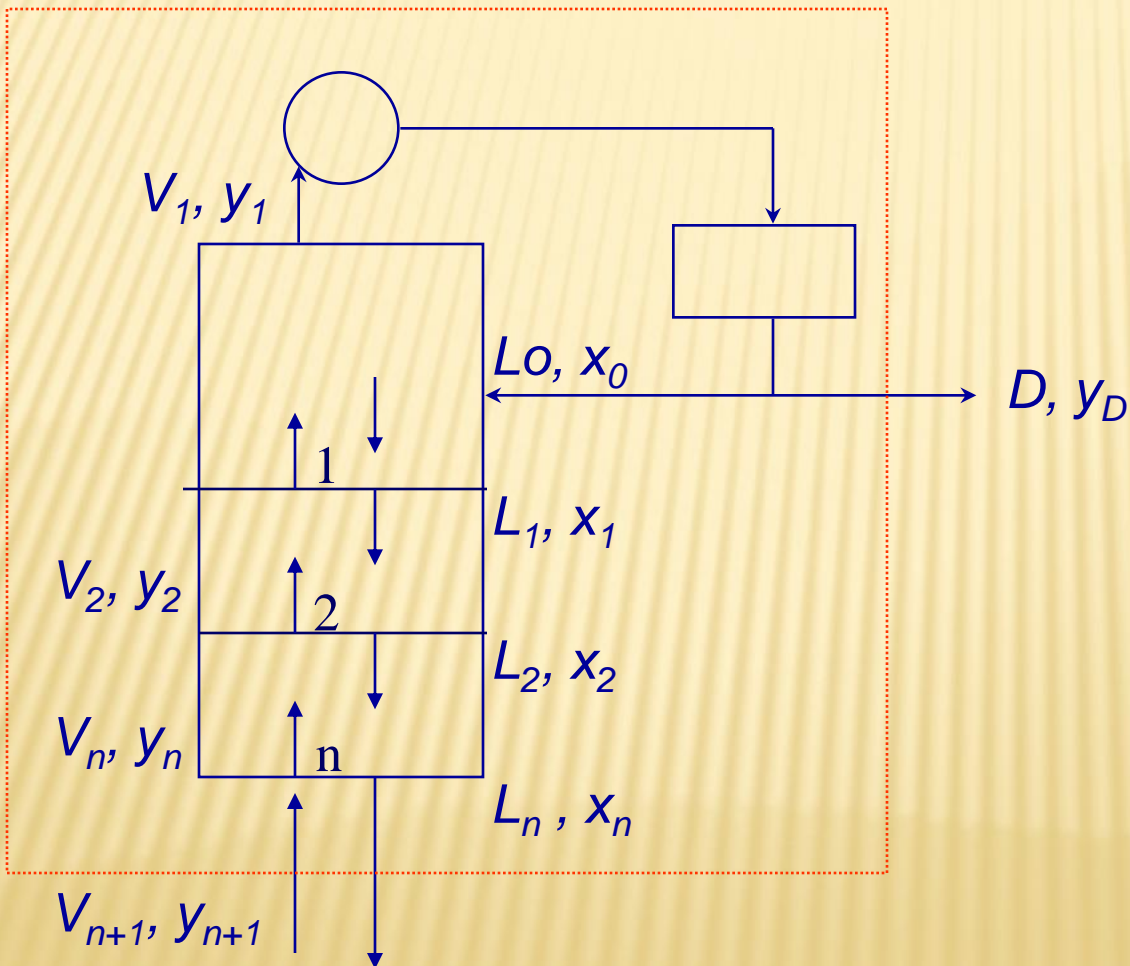 V₁, y₁
Lo, x₀
D, y_D
1
L₁, x₁
V₂, y₂
2
L₂, x₂
Vₙ, yₙ
n
Lₙ , xₙ
Vₙ₊₁, yₙ₊₁